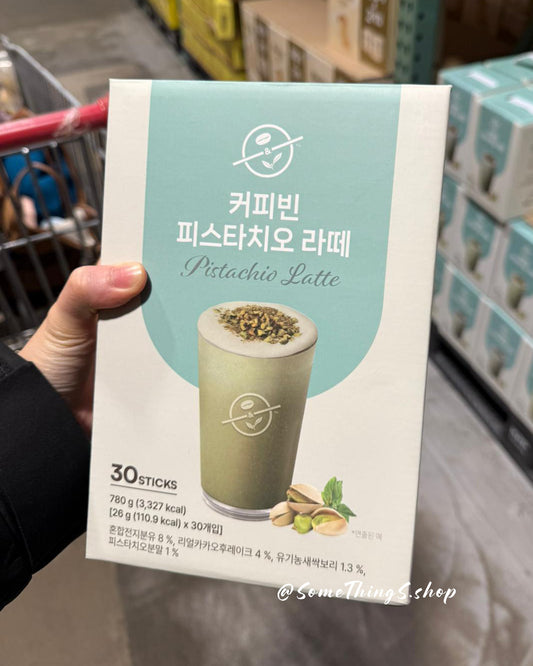 &
커피빈
피스타치오 라떼
Pistachio Latte
30 STICKS
780 g (3,327 kcal)
[26 g (110.9 kcal) x 30개입]
*연출된 예
혼합전지분유 8 %, 리얼카카오후레이크 4 %, 유기농새싹보리 1.3 %,
피스타치오분말 1 %
@SomeThingS.shop